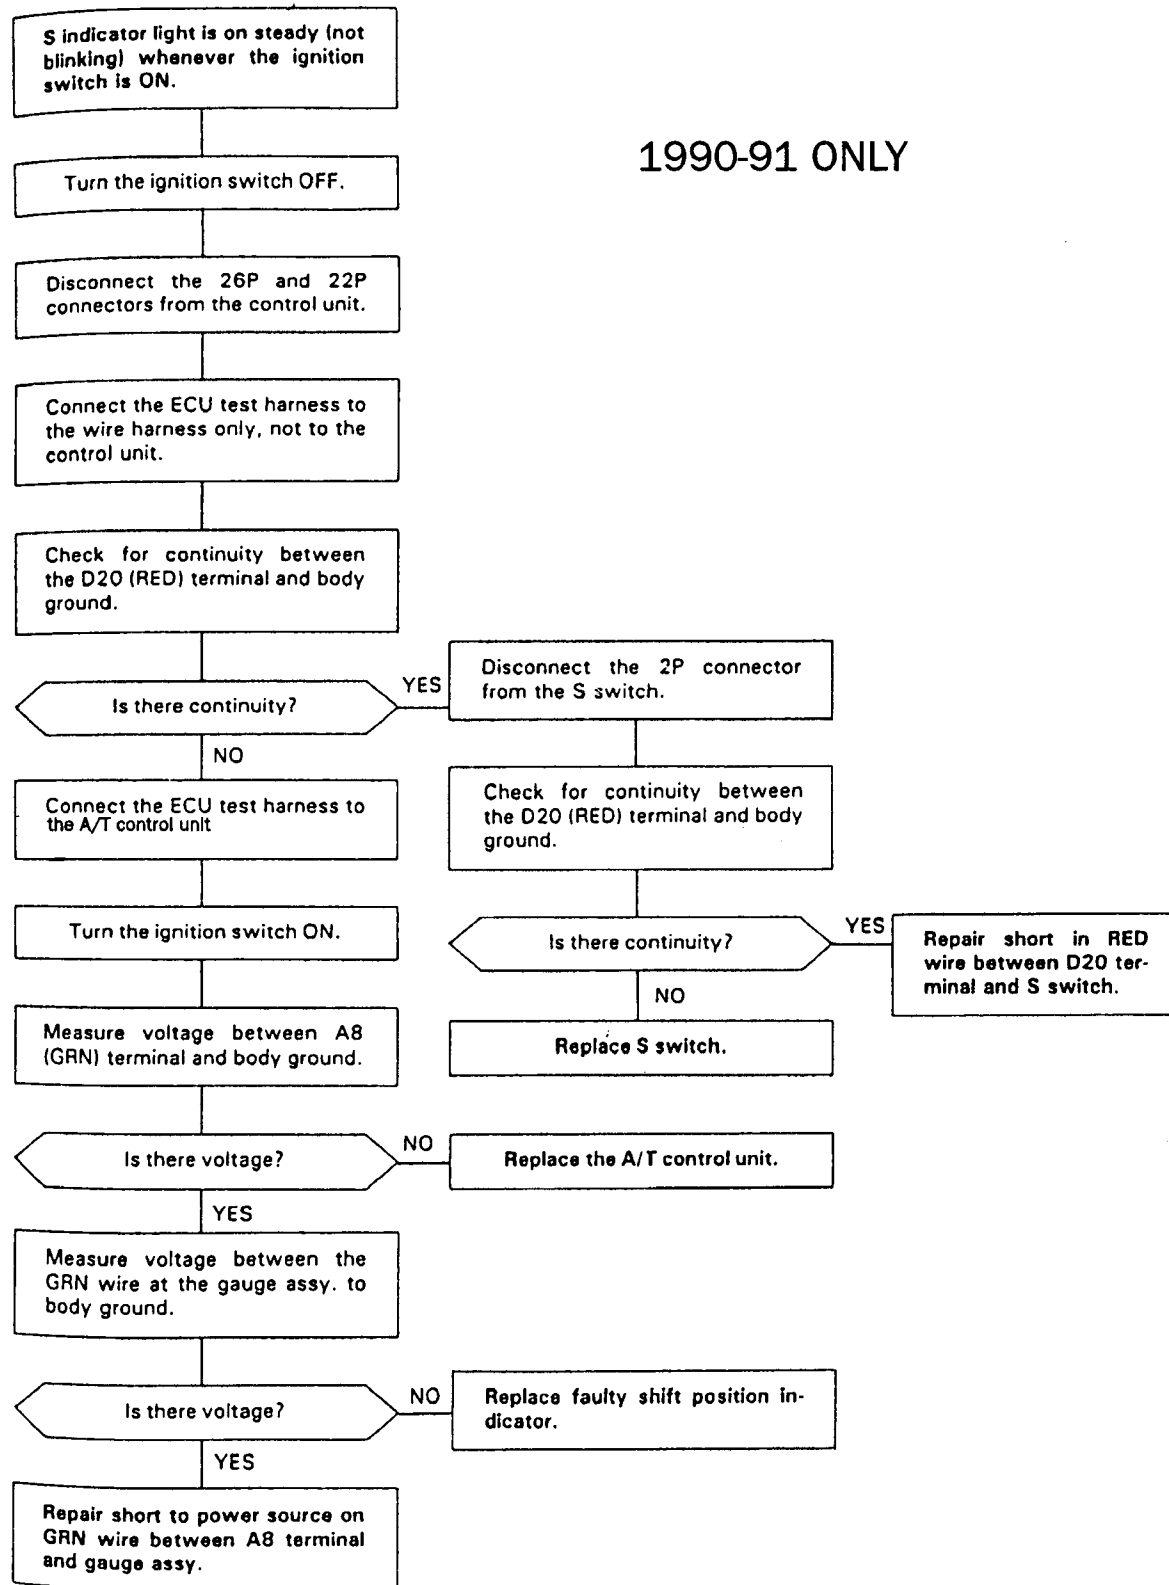 S indicator light is on steady (not
blinking) whenever the ignition
switch is ON.
1990-91 ONLY
Turn the ignition switch OFF.
Disconnect the 26P and 22P
connectors from the control unit.
Connect the ECU test harness to
the wire harness only, not to the
control unit.
Check for continuity between
the D20 (RED) terminal and body
ground.
Is there continuity?
YES
Disconnect the 2P connector
from the S switch.
NO
Connect the ECU test harness to
the A/T control unit
Check for continuity between
the D20 (RED) terminal and body
ground.
Turn the ignition switch ON.
Is there continuity?
YES
Repair short in RED
wire between D20 ter-
minal and S switch.
NO
Replace S switch.
Measure voltage between A8
(GRN) terminal and body ground.
Is there voltage?
NO
Replace the A/T control unit.
YES
Measure voltage between the
GRN wire at the gauge assy. to
body ground.
Is there voltage?
NO
Replace faulty shift position in-
dicator.
YES
Repair short to power source on
GRN wire between A8 terminal
and gauge assy.